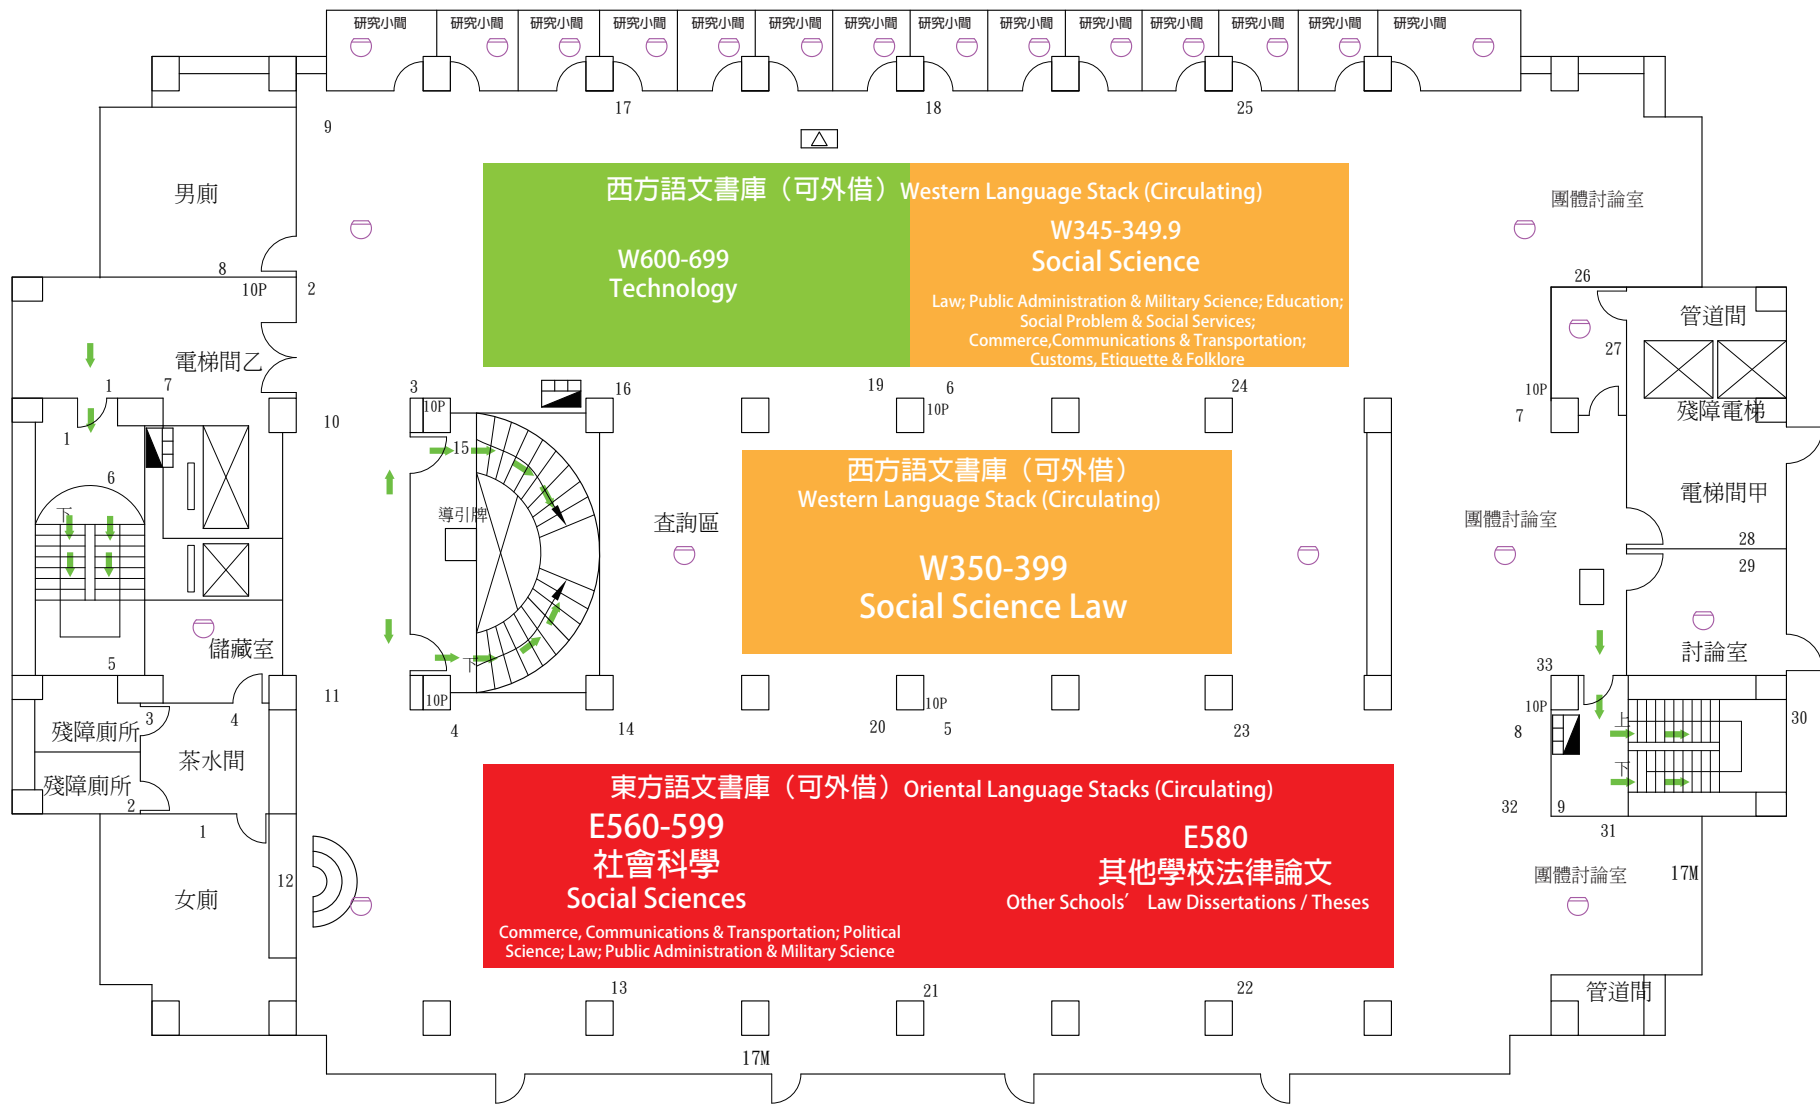 研究小間 研究小間 研究小間 研究小間 研究小間 研究小間 研究小間 研究小間 研究小間 研究小間 研究小間 研究小間 研究小間
17 18 25
9
西方語文書庫（可外借）Western Language Stack (Circulating)
男廁
團體討論室
W345-349.9
Social Science
W600-699
Technology
8
10P 2
26
Law; Public Administration & Military Science; Education;
Social Problem & Social Services;
Commerce,Communications & Transportation;
Customs, Etiquette & Folklore
管道間
27
電梯間乙
1 7
3 16 19 6 24
10P
10P 10P
殘障電梯
7
10
1
15
6
西方語文書庫（可外借）
Western Language Stack (Circulating)
電梯間甲
下
導引牌
查詢區
團體討論室
28
29
W350-399
Social Science Law
儲藏室
討論室
下
5
33
11
10P 10P
10P
3 4
4 14 20 5 23
30
殘障廁所
上
8
茶水間
下
殘障廁所
2
東方語文書庫（可外借）Oriental Language Stacks (Circulating)
32 9
1
31
E560-599
社會科學
Social Sciences
Commerce, Communications & Transportation; Political
Science; Law; Public Administration & Military Science
E580
其他學校法律論文
Other Schools’ Law Dissertations / Theses
12
女廁
團體討論室
17M
13 21 22
管道間
17M